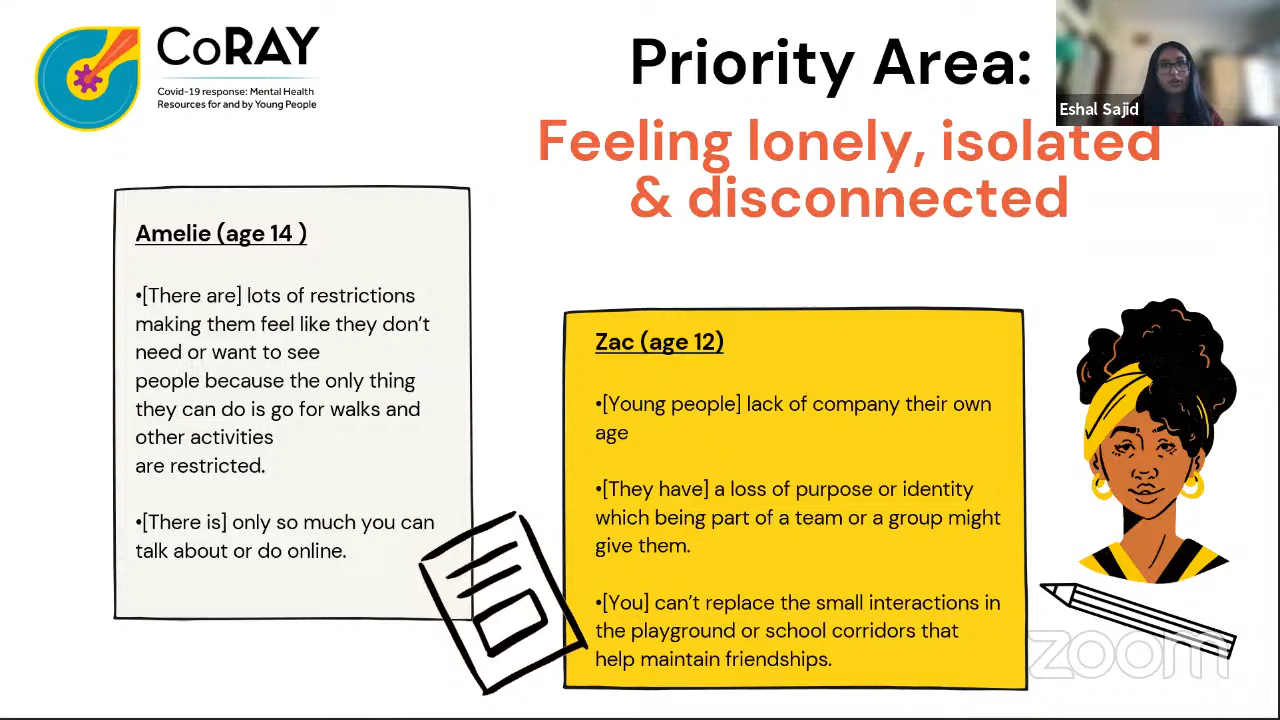 CoRAY
Covid-19 response: Mental Health
Resources for and by Young People
Priority Area:
Feeling lonely, isolated
& disconnected
Eshal Sajid
Amelie (age 14 )
•[There are] lots of restrictions
making them feel like they don't
need or want to see
people because the only thing
they can do is go for walks and
other activities
are restricted.
•[There is] only so much you can
talk about or do online.
Zac (age 12)
•[Young people] lack of company their own
age
•[They have] a loss of purpose or identity
which being part of a team or a group might
give them.
•[You] can't replace the small interactions in
the playground or school corridors that
help maintain friendships.
zoom